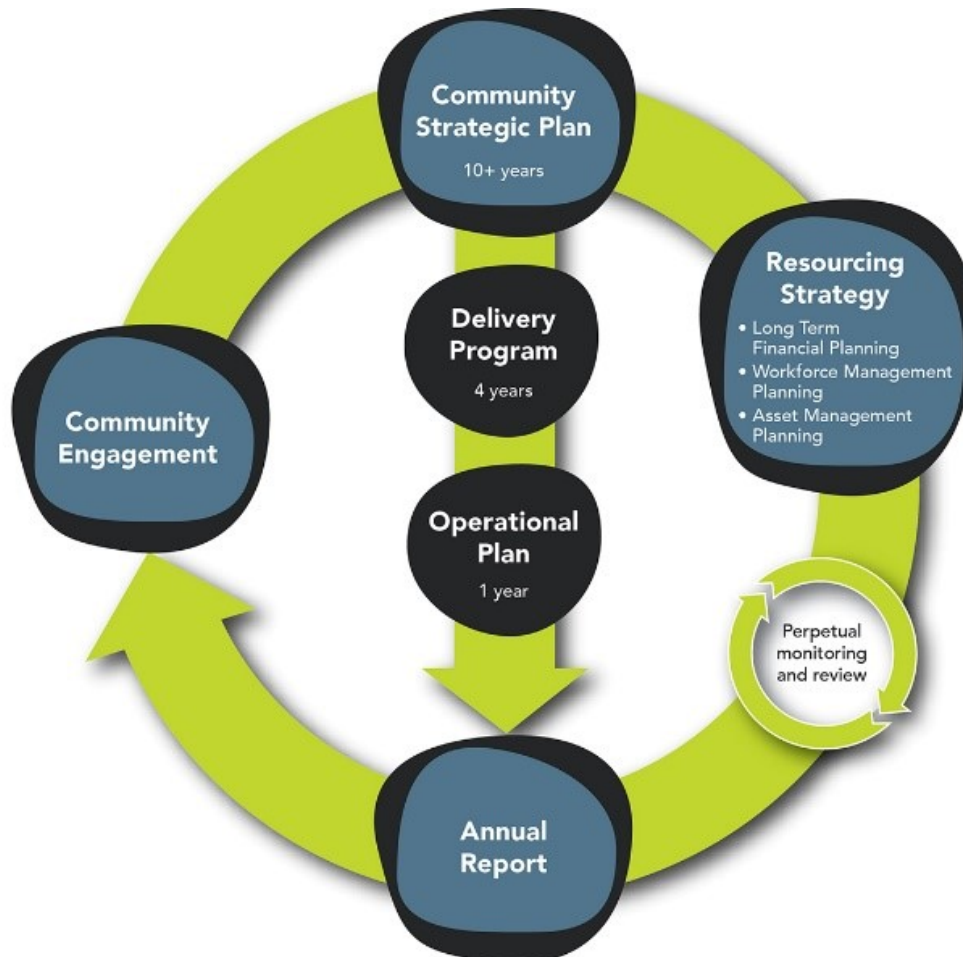 Community
Strategic Plan
10+ years
Resourcing
Strategy
• Long Term
Financial Planning
• Workforce Management
Planning
• Asset Management
Planning
Delivery
Program
4 years
Community
Engagement
Operational
Plan
1 year
Perpetual
monitoring
and review
Annual
Report